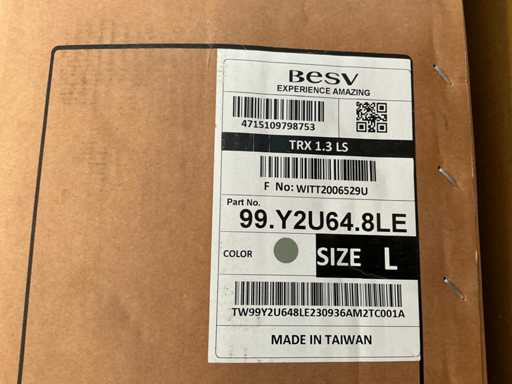 BESV
EXPERIENCE AMAZING
4715109798753
TRX 1.3 LS
F No: WITT2006529U
Part No.
99.Y2U64.8LE
COLOR SIZE L
TW99Y2U648LE230936AM2TC001A
MADE IN TAIWAN